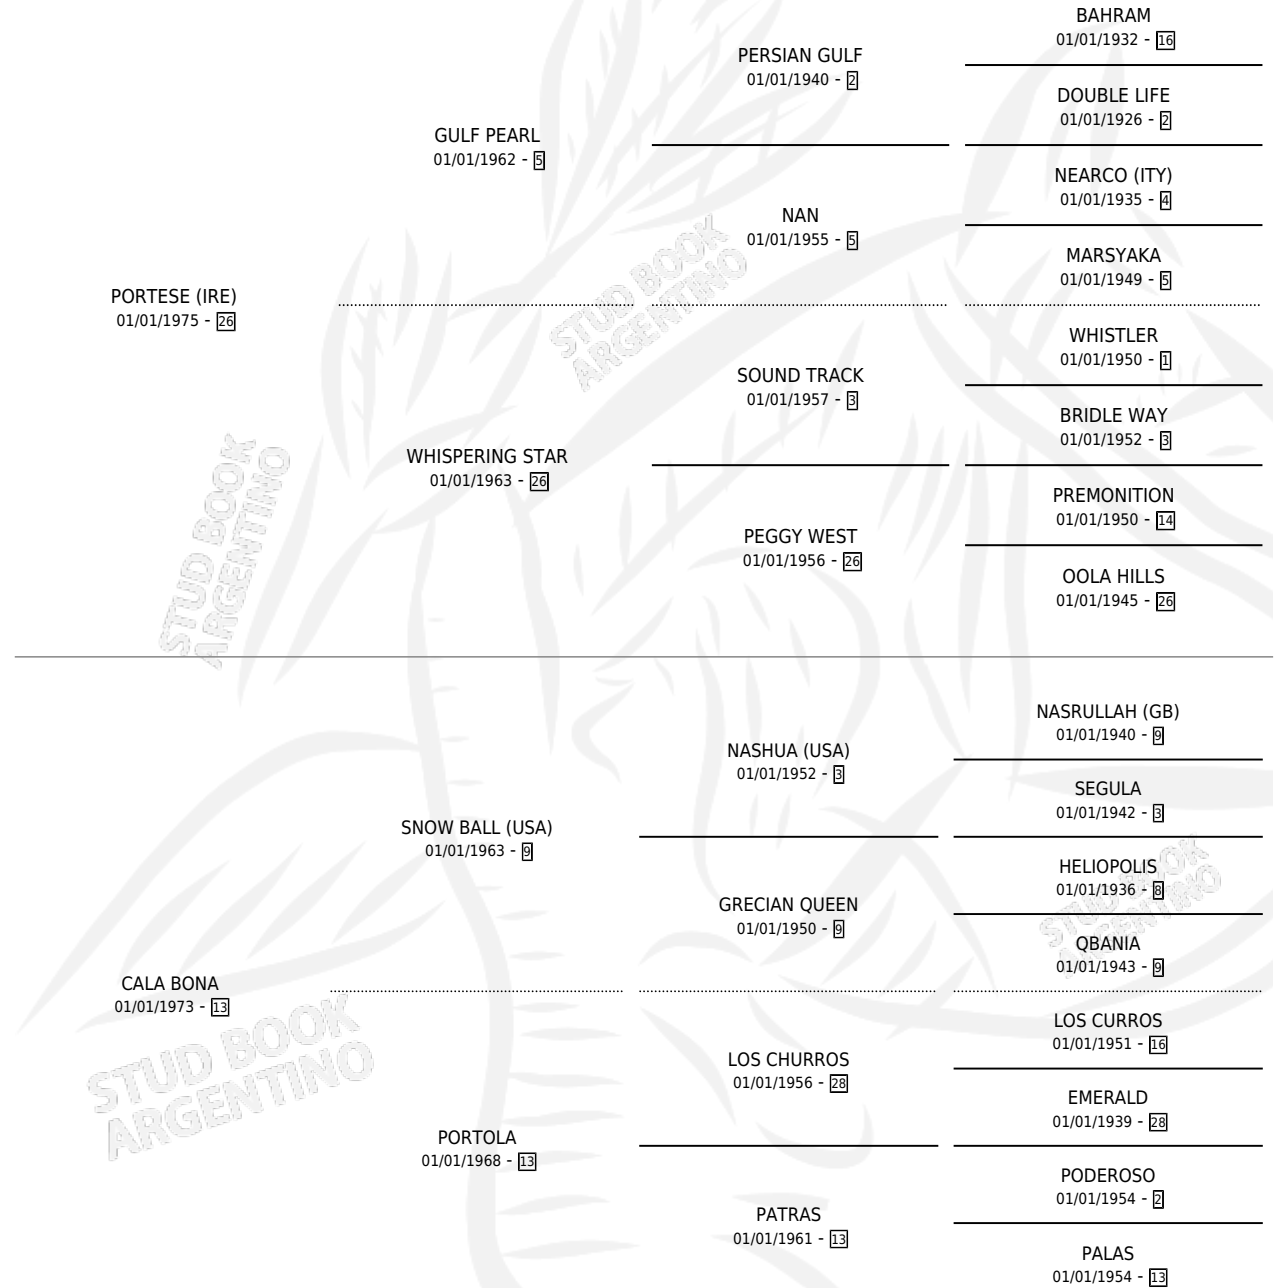 BAHRAM
01/01/1932 - 16
PERSIAN GULF
01/01/1940 - 2
DOUBLE LIFE
01/01/1926 - 2
GULF PEARL
01/01/1962 - 5
NEARCO (ITY)
01/01/1935 - 4
NAN
01/01/1955 - 5
MARSYAKA
01/01/1949 - 5
PORTESE (IRE)
01/01/1975 - 26
WHISTLER
01/01/1950 - 1
SOUND TRACK
01/01/1957 - 3
BRIDLE WAY
01/01/1952 - 3
WHISPERING STAR
01/01/1963 - 26
PREMONITION
01/01/1950 - 14
PEGGY WEST
01/01/1956 - 26
OOLA HILLS
01/01/1945 - 26
NASRULLAH (GB)
01/01/1940 - 9
NASHUA (USA)
01/01/1952 - 3
SEGULA
01/01/1942 - 3
SNOW BALL (USA)
01/01/1963 - 9
HELIOPOLIS
01/01/1936 - 8
GRECIAN QUEEN
01/01/1950 - 9
QBANIA
01/01/1943 - 9
CALA BONA
01/01/1973 - 13
LOS CURROS
01/01/1951 - 16
LOS CHURROS
01/01/1956 - 28
EMERALD
01/01/1939 - 28
PORTOLA
01/01/1968 - 13
PODEROSO
01/01/1954 - 2
PATRAS
01/01/1961 - 13
PALAS
01/01/1954 - 13
STUD BOOK
ARGENTINO
STUD BOOK
ARGENTINO
STUD BOOK
ARGENTINO
STUD BOOK
ARGENTINO